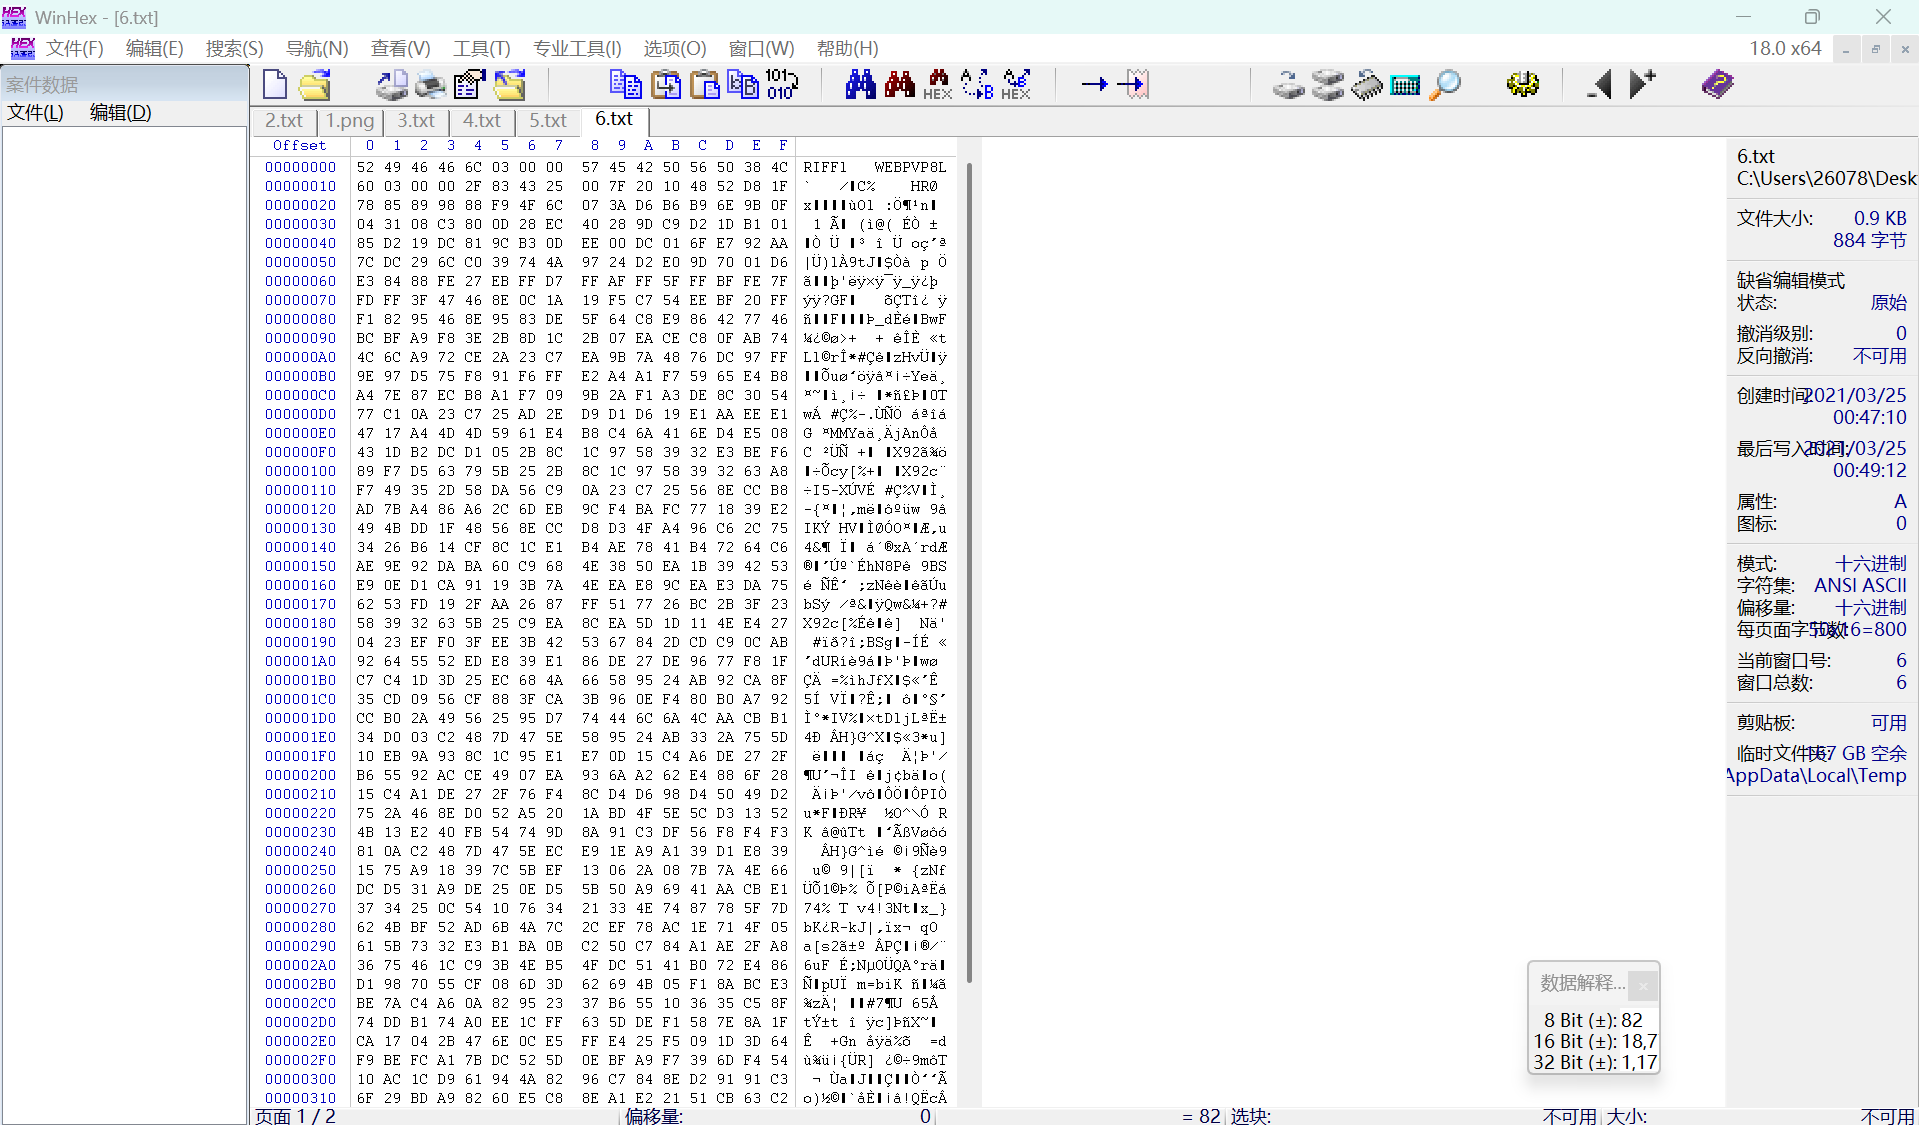 WinHex - [6.txt]
文件(F) 编辑(E) 搜索(S) 导航(N) 查看(V) 工具(T) 专业工具(I) 选项(O) 窗口(W) 帮助(H) 18.0 x64
案件数据
文件(L) 编辑(D)
2.txt 1.png 3.txt 4.txt 5.txt 6.txt
Offset 0 1 2 3 4 5 6 7 8 9 A B C D E F
00000000 52 49 46 46 6C 03 00 00 57 45 42 50 56 50 38 4C RIFFl WEBPVP8L
00000010 60 03 00 00 2F 83 43 25 00 7F 20 10 48 52 D8 1F
00000020 78 85 89 98 88 F9 4F 6C 07 3A D6 B6 B9 6E 9B 0F
00000030 04 31 08 C3 80 0D 28 EC 40 28 9D C9 D2 1D B1 01
00000040 85 D2 19 DC 81 9C B3 0D EE 00 DC 01 6F E7 92 AA
00000050 7C DC 29 6C C0 39 74 4A 97 24 D2 E0 9D 70 01 D6
00000060 E3 84 88 FE 27 EB FF D7 FF AF FF 5F FF BF FE 7F
00000070 FD FF 3F 47 46 8E 0C 1A 19 F5 C7 54 EE BF 20 FF
00000080 F1 82 95 46 8E 95 83 DE 5F 64 C8 E9 86 42 77 46
00000090 BC BF A9 F8 3E 2B 8D 1C 2B 07 EA CE C8 0F AB 74
000000A0 4C 6C A9 72 CE 2A 23 C7 EA 9B 7A 48 76 DC 97 FF
000000B0 9E 97 D5 75 F8 91 F6 FF E2 A4 A1 F7 59 65 E4 B8
000000C0 A4 7E 87 EC B8 A1 F7 09 9B 2A F1 A3 DE 8C 30 54
000000D0 77 C1 0A 23 C7 25 AD 2E D9 D1 D6 19 E1 AA EE E1
000000E0 47 17 A4 4D 4D 59 61 E4 B8 C4 6A 41 6E D4 E5 08
000000F0 43 1D B2 DC D1 05 2B 8C 1C 97 58 39 32 E3 BE F6
00000100 89 F7 D5 63 79 5B 25 2B 8C 1C 97 58 39 32 63 A8
00000110 F7 49 35 2D 58 DA 56 C9 0A 23 C7 25 56 8E CC B8
00000120 AD 7B A4 86 A6 2C 6D EB 9C F4 BA FC 77 18 39 E2
00000130 49 4B DD 1F 48 56 8E CC D8 D3 4F A4 96 C6 2C 75
00000140 34 26 B6 14 CF 8C 1C E1 B4 AE 78 41 B4 72 64 C6
00000150 AE 9E 92 DA BA 60 C9 68 4E 38 50 EA 1B 39 42 53
00000160 E9 0E D1 CA 91 19 3B 7A 4E EA E8 9C EA E3 DA 75
00000170 62 53 FD 19 2F AA 26 87 FF 51 77 26 BC 2B 3F 23
00000180 58 39 32 63 5B 25 C9 EA 8C EA 5D 1D 11 4E E4 27
00000190 04 23 EF F0 3F EE 3B 42 53 67 84 2D CD C9 0C AB
000001A0 92 64 55 52 ED E8 39 E1 86 DE 27 DE 96 77 F8 1F
000001B0 C7 C4 1D 3D 25 EC 68 4A 66 58 95 24 AB 92 CA 8F
000001C0 35 CD 09 56 CF 88 3F CA 3B 96 0E F4 80 B0 A7 92
000001D0 CC B0 2A 49 56 25 95 D7 74 44 6C 6A 4C AA CB B1
000001E0 34 D0 03 C2 48 7D 47 5E 58 95 24 AB 33 2A 75 5D
000001F0 10 EB 9A 93 8C 1C 95 E1 E7 0D 15 C4 A6 DE 27 2F
00000200 B6 55 92 AC CE 49 07 EA 93 6A A2 62 E4 88 6F 28
00000210 15 C4 A1 DE 27 2F 76 F4 8C D4 D6 98 D4 50 49 D2
00000220 75 2A 46 8E D0 52 A5 20 1A BD 4F 5E 5C D3 13 52
00000230 4B 13 E2 40 FB 54 74 9D 8A 91 C3 DF 56 F8 F4 F3
00000240 81 0A C2 48 7D 47 5E EC E9 1E A9 A1 39 D1 E8 39
00000250 15 75 A9 18 39 7C 5B EF 13 06 2A 08 7B 7A 4E 66
00000260 DC D5 31 A9 DE 25 0E D5 5B 50 A9 69 41 AA CB E1
00000270 37 34 25 0C 54 10 76 34 21 33 4E 74 87 78 5F 7D
00000280 62 4B BF 52 AD 6B 4A 7C 2C EF 78 AC 1E 71 4F 05
00000290 61 5B 73 32 E3 B1 BA 0B C2 50 C7 84 A1 AE 2F A8
000002A0 36 75 46 1C C9 3B 4E B5 4F DC 51 41 B0 72 E4 86
000002B0 D1 98 70 55 CF 08 6D 3D 62 69 4B 05 F1 8A BC E3
000002C0 BE 7A C4 A6 0A 82 95 23 37 B6 55 10 36 35 C5 8F
000002D0 74 DD B1 74 A0 EE 1C FF 63 5D DE F1 58 7E 8A 1F
000002E0 CA 17 04 2B 47 6E 0C E5 FF E4 25 F5 09 1D 3D 64
000002F0 F9 BE FC A1 7B DC 52 5D 0E BF A9 F7 39 6D F4 54
00000300 10 AC 1C D9 61 94 4A 82 96 C7 84 8E D2 91 91 C3
00000310 6F 29 BD A9 82 60 E5 C8 8E A1 E2 21 51 CB 63 C2
6.txt
C:\Users\26078\Desk
文件大小: 0.9 KB
884 字节
缺省编辑模式
状态: 原始
撤消级别: 0
反向撤消: 不可用
创建时间: 2021/03/25
00:47:10
最后写入时间: 2021/03/25
00:49:12
属性: A
图标: 0
模式: 十六进制
字符集: ANSI ASCII
偏移量: 十六进制
每页面字节数: 50x16=800
当前窗口号: 6
窗口总数: 6
剪贴板: 可用
临时文件夹: GB 空余
AppData\Local\Temp
数据解释...
8 Bit (±): 82
16 Bit (±): 18,7
32 Bit (±): 1,17
页面 1 / 2 偏移量: 0 = 82 选块: 不可用 大小: 不可用